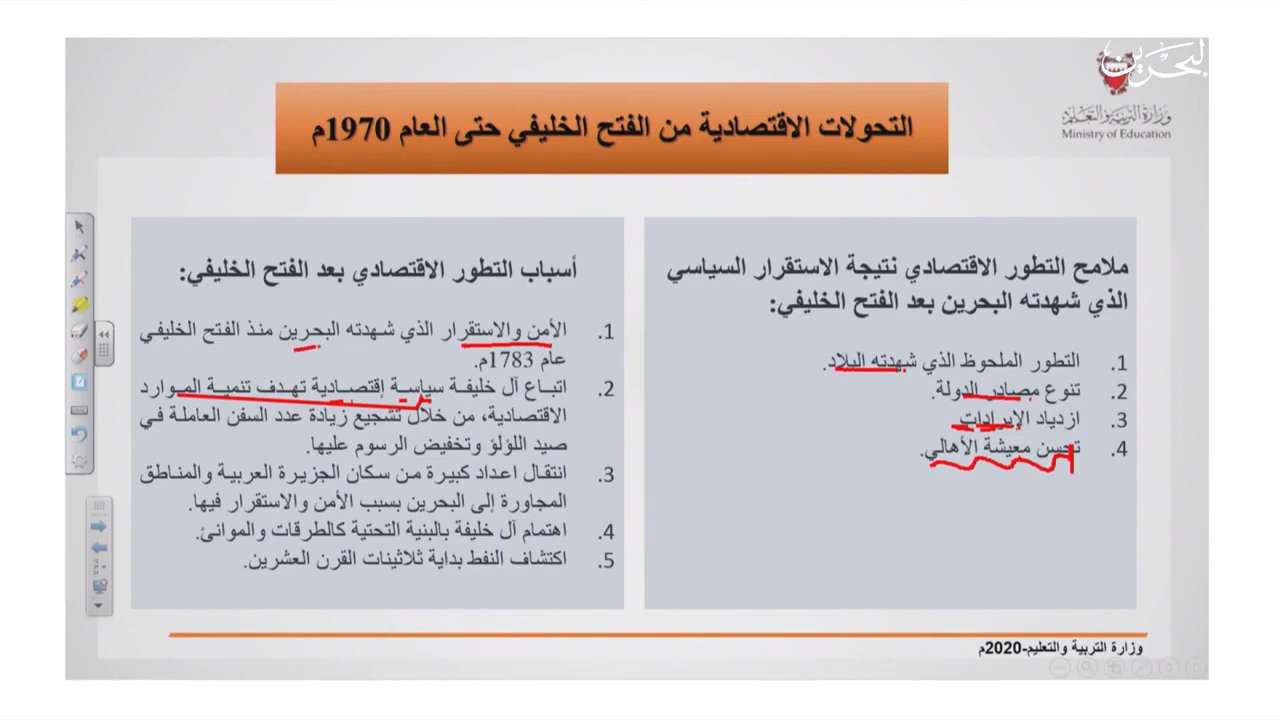 البحرين
وزارة التربية والتعليم
Ministry of Education
التحولات الاقتصادية من الفتح الخليفي حتى العام 1970م
ملامح التطور الاقتصادي نتيجة الاستقرار السياسي
الذي شهدته البحرين بعد الفتح الخليفي:
1. التطور الملحوظ الذي شهدته البلاد.
2. تنوع مصادر الدولة.
3. ازدياد الإيرادات.
4. تحسن معيشة الأهالي.
أسباب التطور الاقتصادي بعد الفتح الخليفي:
1. الأمن والاستقرار الذي شهدته البحرين منذ الفتح الخليفي
عام 1783م.
2. اتباع آل خليفة سياسة إقتصادية تهدف تنمية الموارد
الاقتصادية، من خلال تشجيع زيادة عدد السفن العاملة في
صيد اللؤلؤ وتخفيض الرسوم عليها.
3. انتقال اعداد كبيرة من سكان الجزيرة العربية والمناطق
المجاورة إلى البحرين بسبب الأمن والاستقرار فيها.
4. اهتمام آل خليفة بالبنية التحتية كالطرقات والموانئ.
5. اكتشاف النفط بداية ثلاثينات القرن العشرين.
وزارة التربية والتعليم-2020م